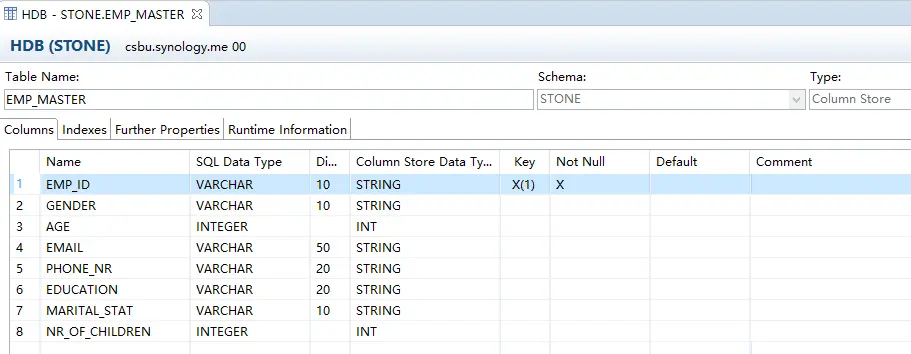 HDB - STONE.EMP_MASTER
HDB (STONE) csbu.synology.me 00
Table Name: Schema: Type:
EMP_MASTER STONE Column Store
Columns Indexes Further Properties Runtime Information
Name SQL Data Type Di... Column Store Data Ty... Key Not Null Default Comment
1 EMP_ID VARCHAR 10 STRING X(1) X
2 GENDER VARCHAR 10 STRING
3 AGE INTEGER INT
4 EMAIL VARCHAR 50 STRING
5 PHONE_NR VARCHAR 20 STRING
6 EDUCATION VARCHAR 20 STRING
7 MARITAL_STAT VARCHAR 10 STRING
8 NR_OF_CHILDREN INTEGER INT